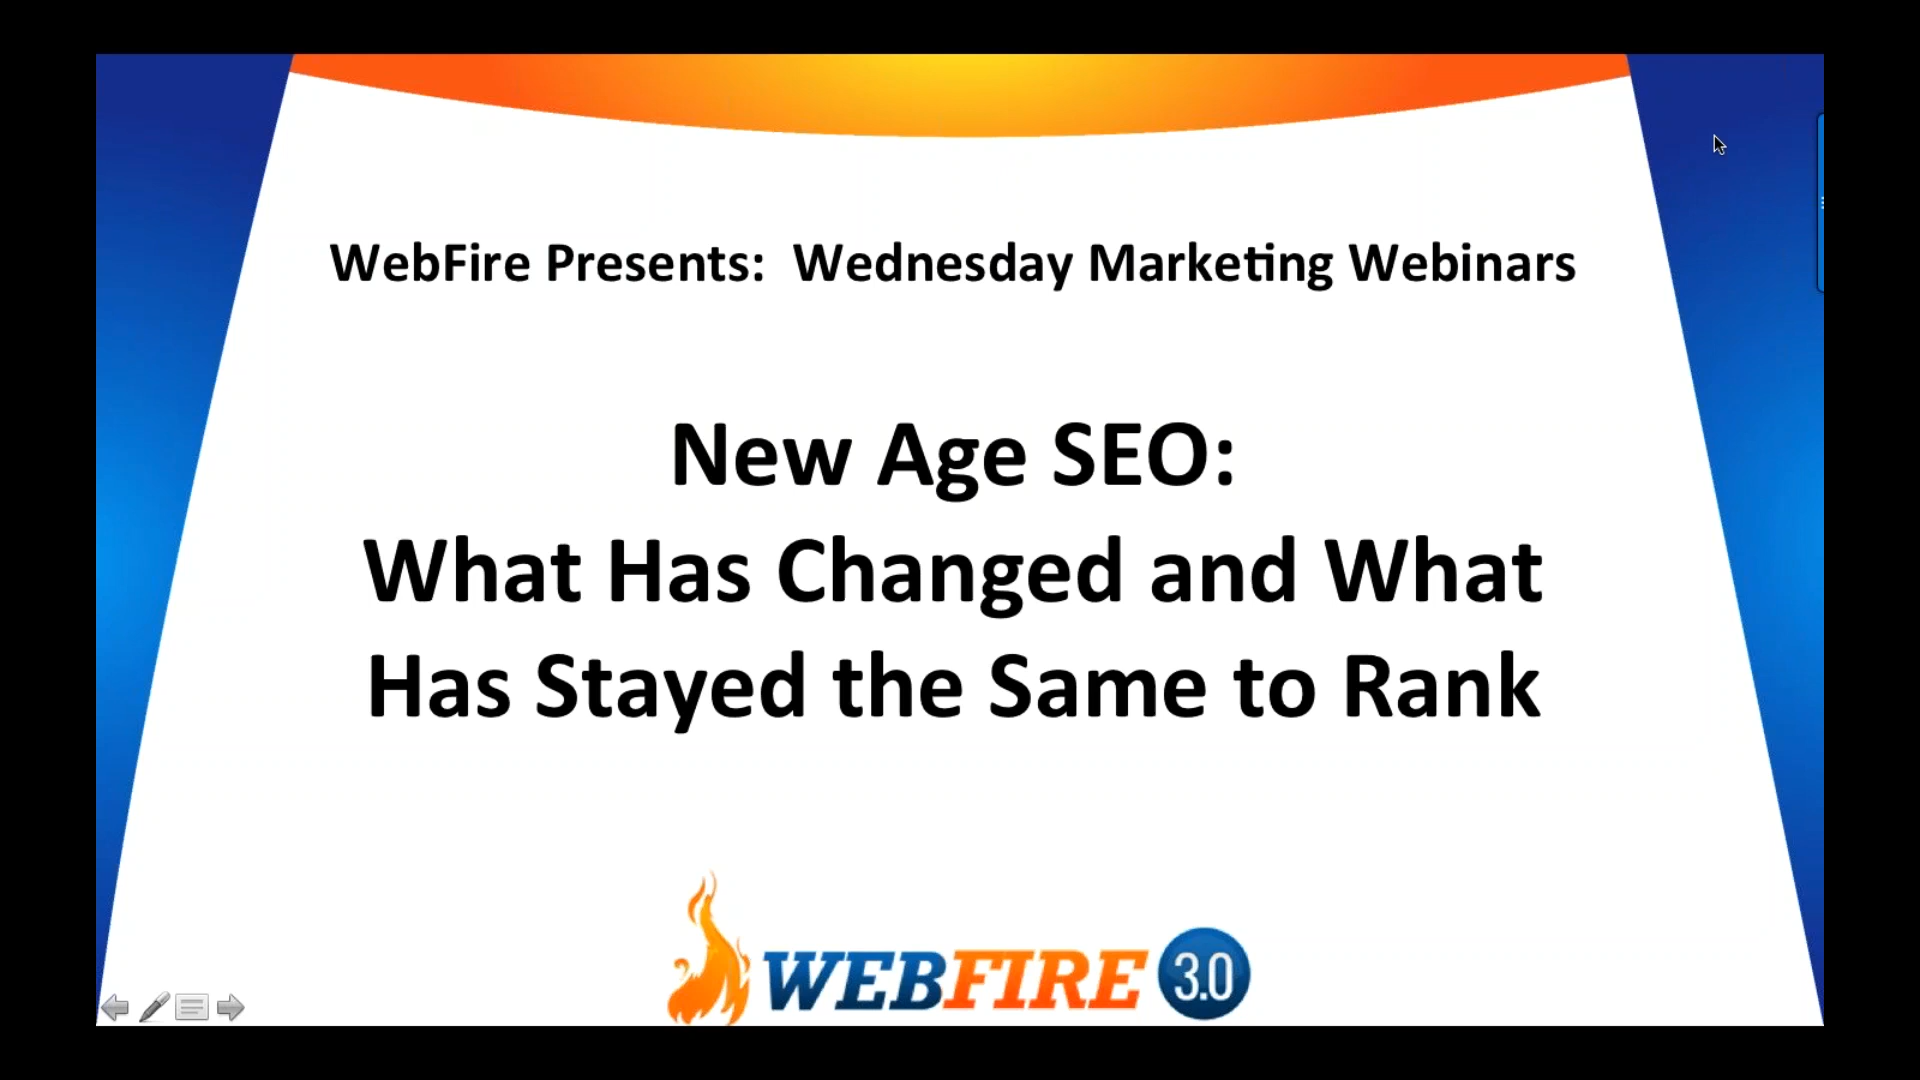 WebFire Presents:  Wednesday Marketing Webinars
New Age SEO:
What Has Changed and What
Has Stayed the Same to Rank
WEBFIRE 3.0